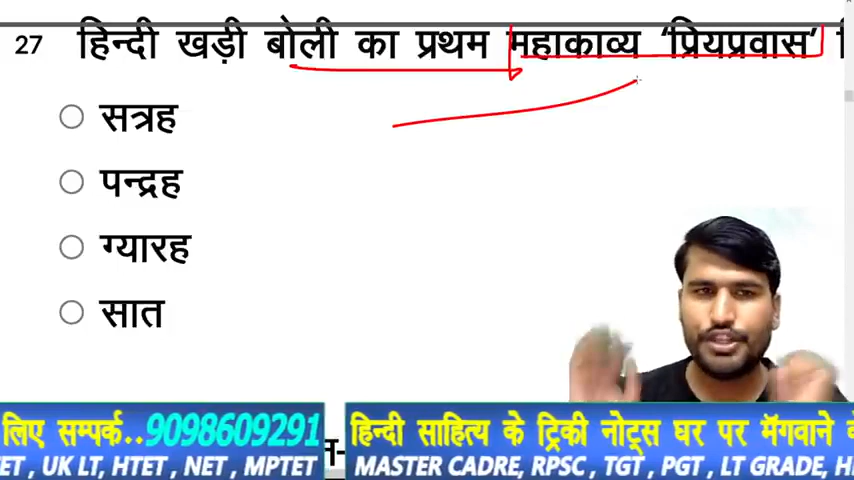 27 हिन्दी खड़ी बोली का प्रथम महाकाव्य 'प्रियप्रवास'
सत्रह
पन्द्रह
ग्यारह
सात
लिए सम्पर्क..9098609291 हिन्दी साहित्य के ट्रिकी नोट्स घर पर मॅगवाने
UK LT, HTET, NET, MPTET MASTER CADRE, RPSC, TGT, PGT, LT GRADE,